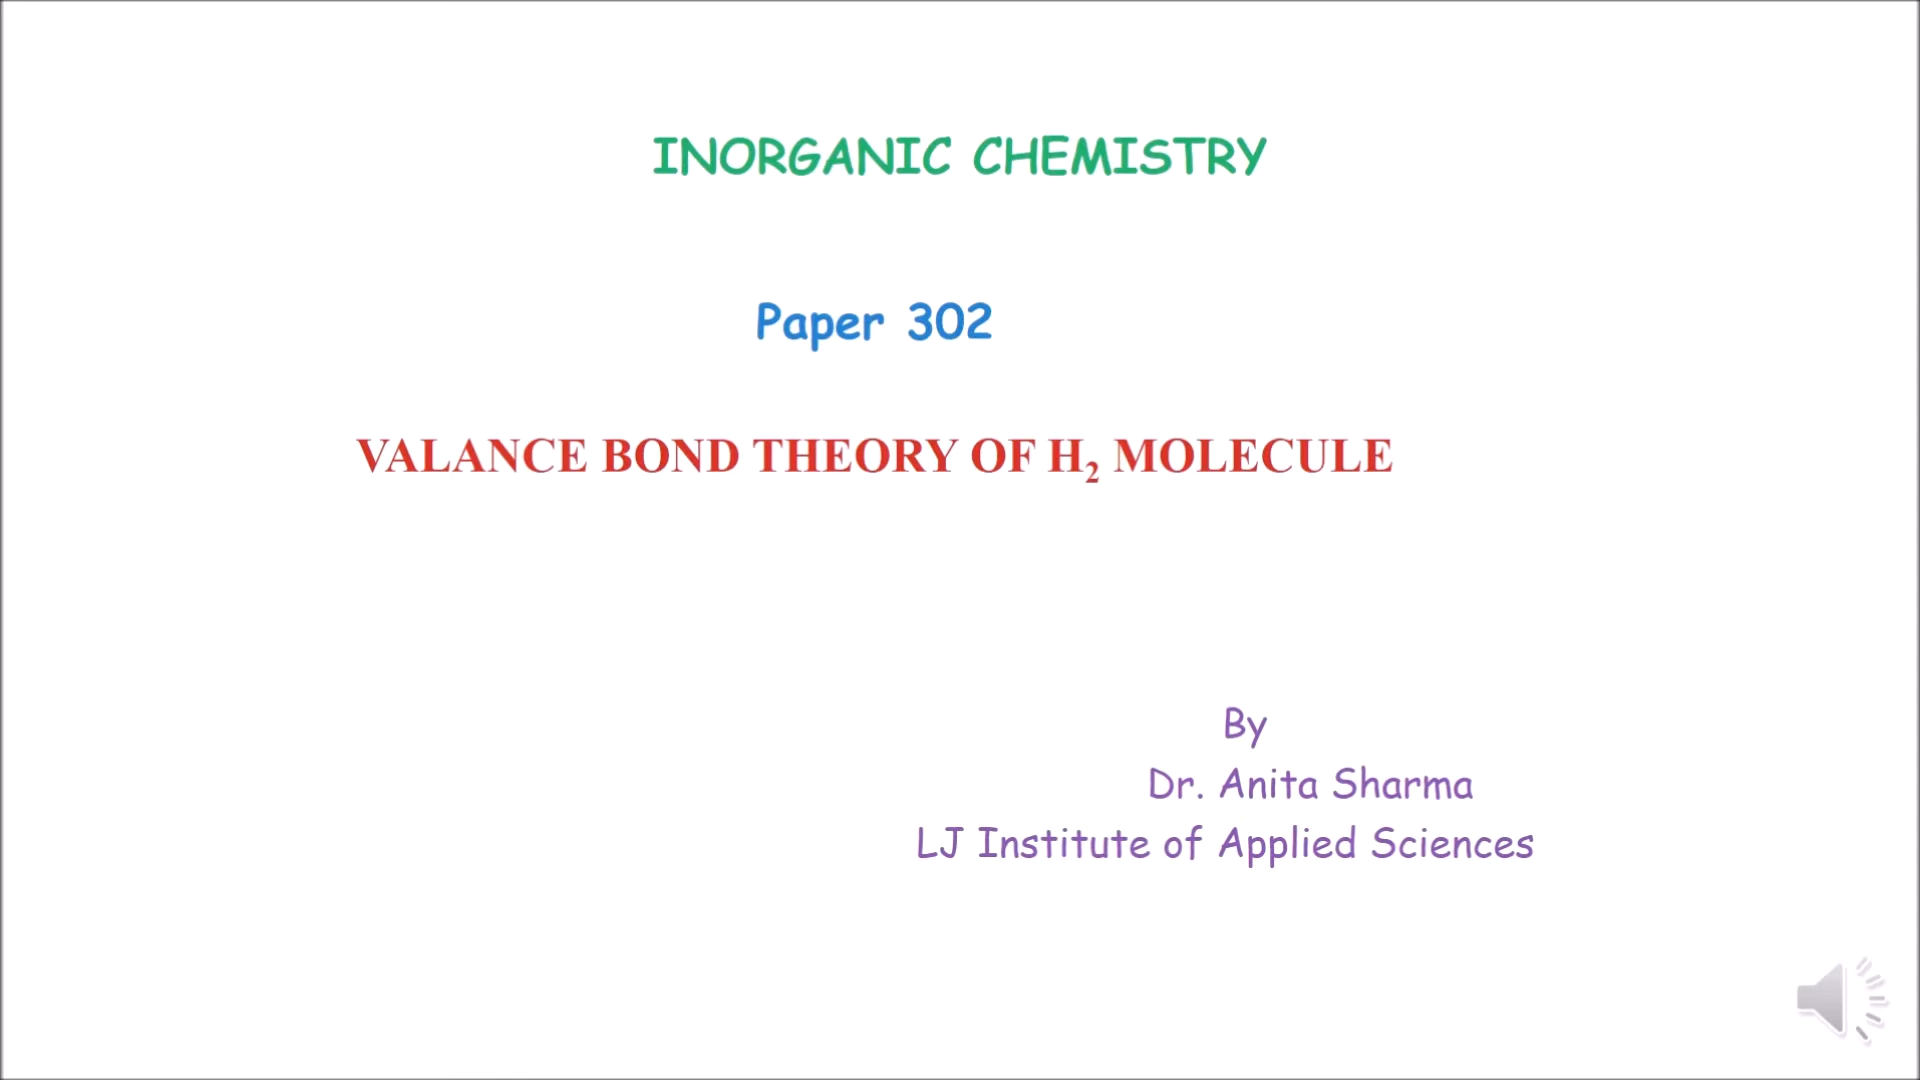 INORGANIC CHEMISTRY
Paper 302
VALANCE BOND THEORY OF H₂ MOLECULE
By
Dr. Anita Sharma
LJ Institute of Applied Sciences